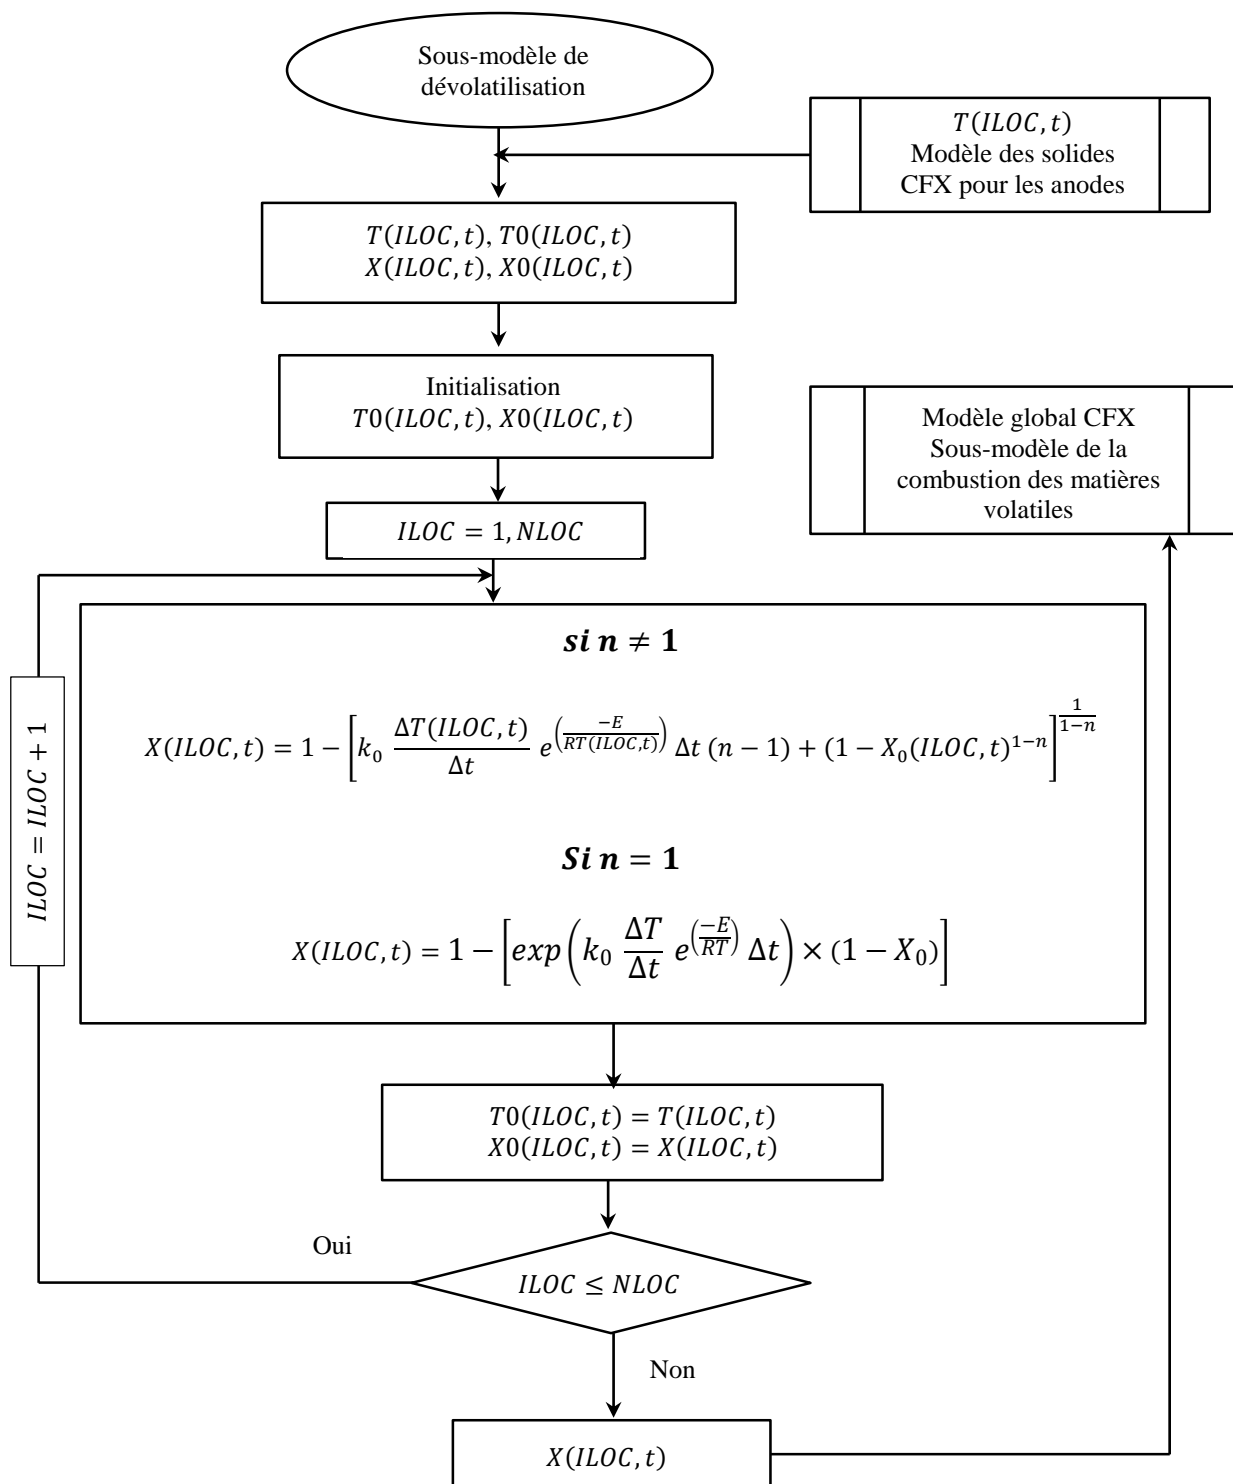 Sous-modèle de
dévolatilisation
T(ILOC, t)
Modèle des solides
CFX pour les anodes
T(ILOC, t), T0(ILOC, t)
X(ILOC, t), X0(ILOC, t)
Initialisation
T0(ILOC, t), X0(ILOC, t)
Modèle global CFX
Sous-modèle de la
combustion des matières
volatiles
ILOC = 1, NLOC
si n ≠ 1
X(ILOC, t) = 1 − [k₀ ΔT(ILOC, t)/Δt e^(−E/RT(ILOC,t)) Δt (n − 1) + (1 − X₀(ILOC, t)^(1−n)]^(1/(1−n))
ILOC = ILOC + 1
Si n = 1
X(ILOC, t) = 1 − [exp(k₀ ΔT/Δt e^(−E/RT) Δt) × (1 − X₀)]
T0(ILOC, t) = T(ILOC, t)
X0(ILOC, t) = X(ILOC, t)
Oui
ILOC ≤ NLOC
Non
X(ILOC, t)